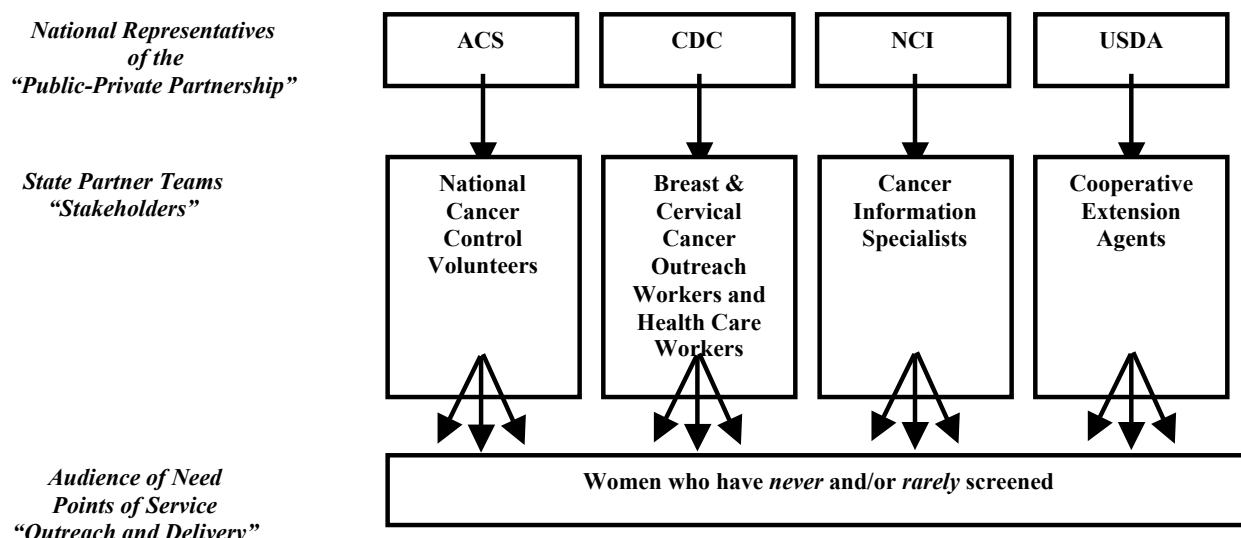 National Representatives
of the
“Public-Private Partnership”
ACS
CDC
NCI
USDA
State Partner Teams
“Stakeholders”
National
Cancer
Control
Volunteers
Breast &
Cervical
Cancer
Outreach
Workers and
Health Care
Workers
Cancer
Information
Specialists
Cooperative
Extension
Agents
Audience of Need
Points of Service
“Outreach and Delivery”
Women who have never and/or rarely screened